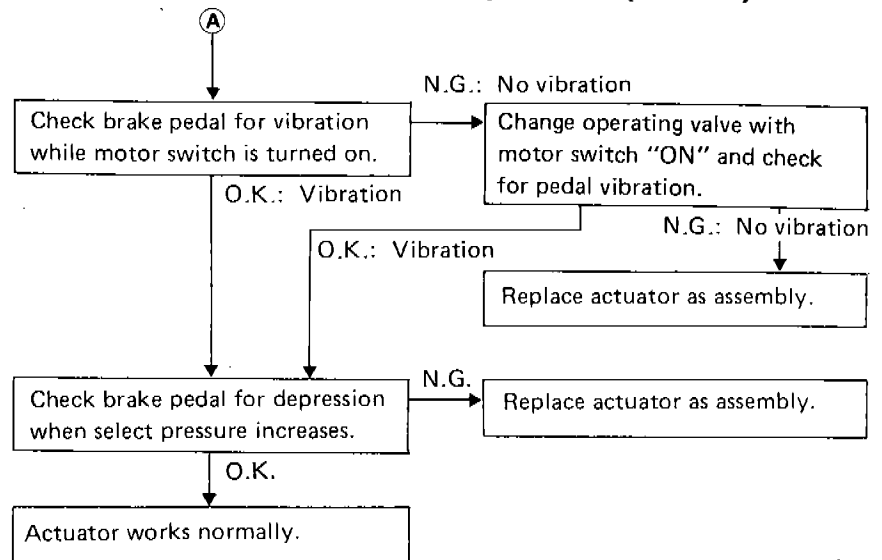 A
N.G.: No vibration
Check brake pedal for vibration
while motor switch is turned on.
Change operating valve with
motor switch "ON" and check
for pedal vibration.
O.K.: Vibration
N.G.: No vibration
O.K.: Vibration
Replace actuator as assembly.
Check brake pedal for depression
when select pressure increases.
N.G.
Replace actuator as assembly.
O.K.
Actuator works normally.